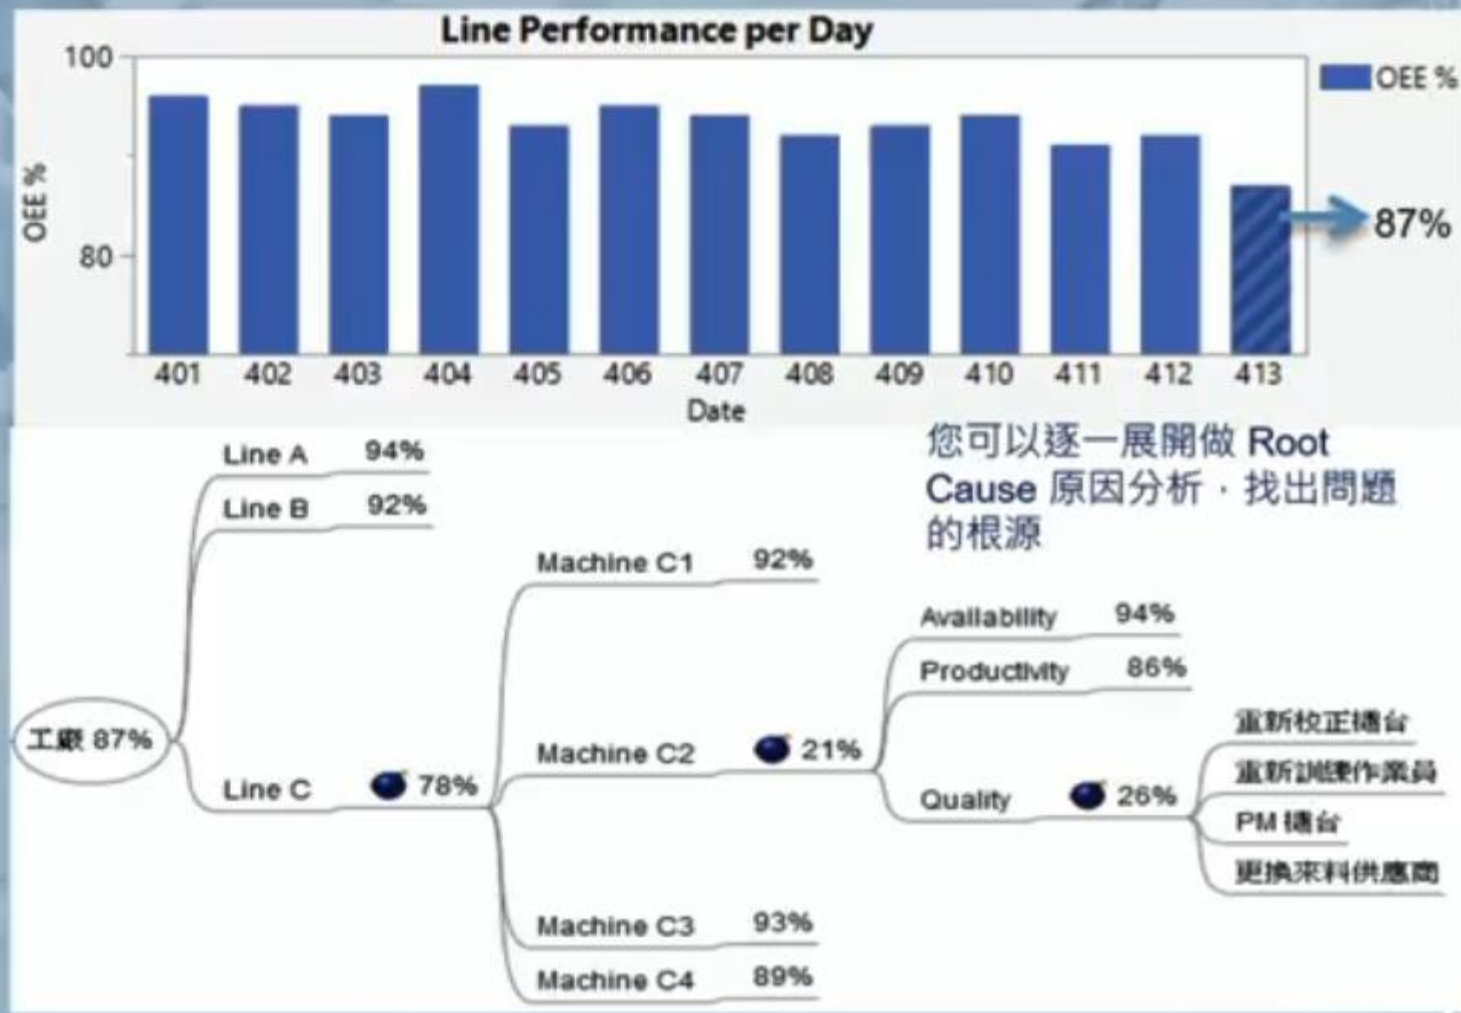 Line Performance per Day
100
80
OEE %
OEE %
87%
401 402 403 404 405 406 407 408 409 410 411 412 413
Date
您可以逐一展開做 Root
Cause 原因分析，找出問題
的根源
工廠 87%
Line A 94%
Line B 92%
Line C 78%
Machine C1 92%
Machine C2 21%
Machine C3 93%
Machine C4 89%
Availability 94%
Productivity 86%
Quality 26%
重新校正機台
重新訓練作業員
PM 機台
更換來料供應商